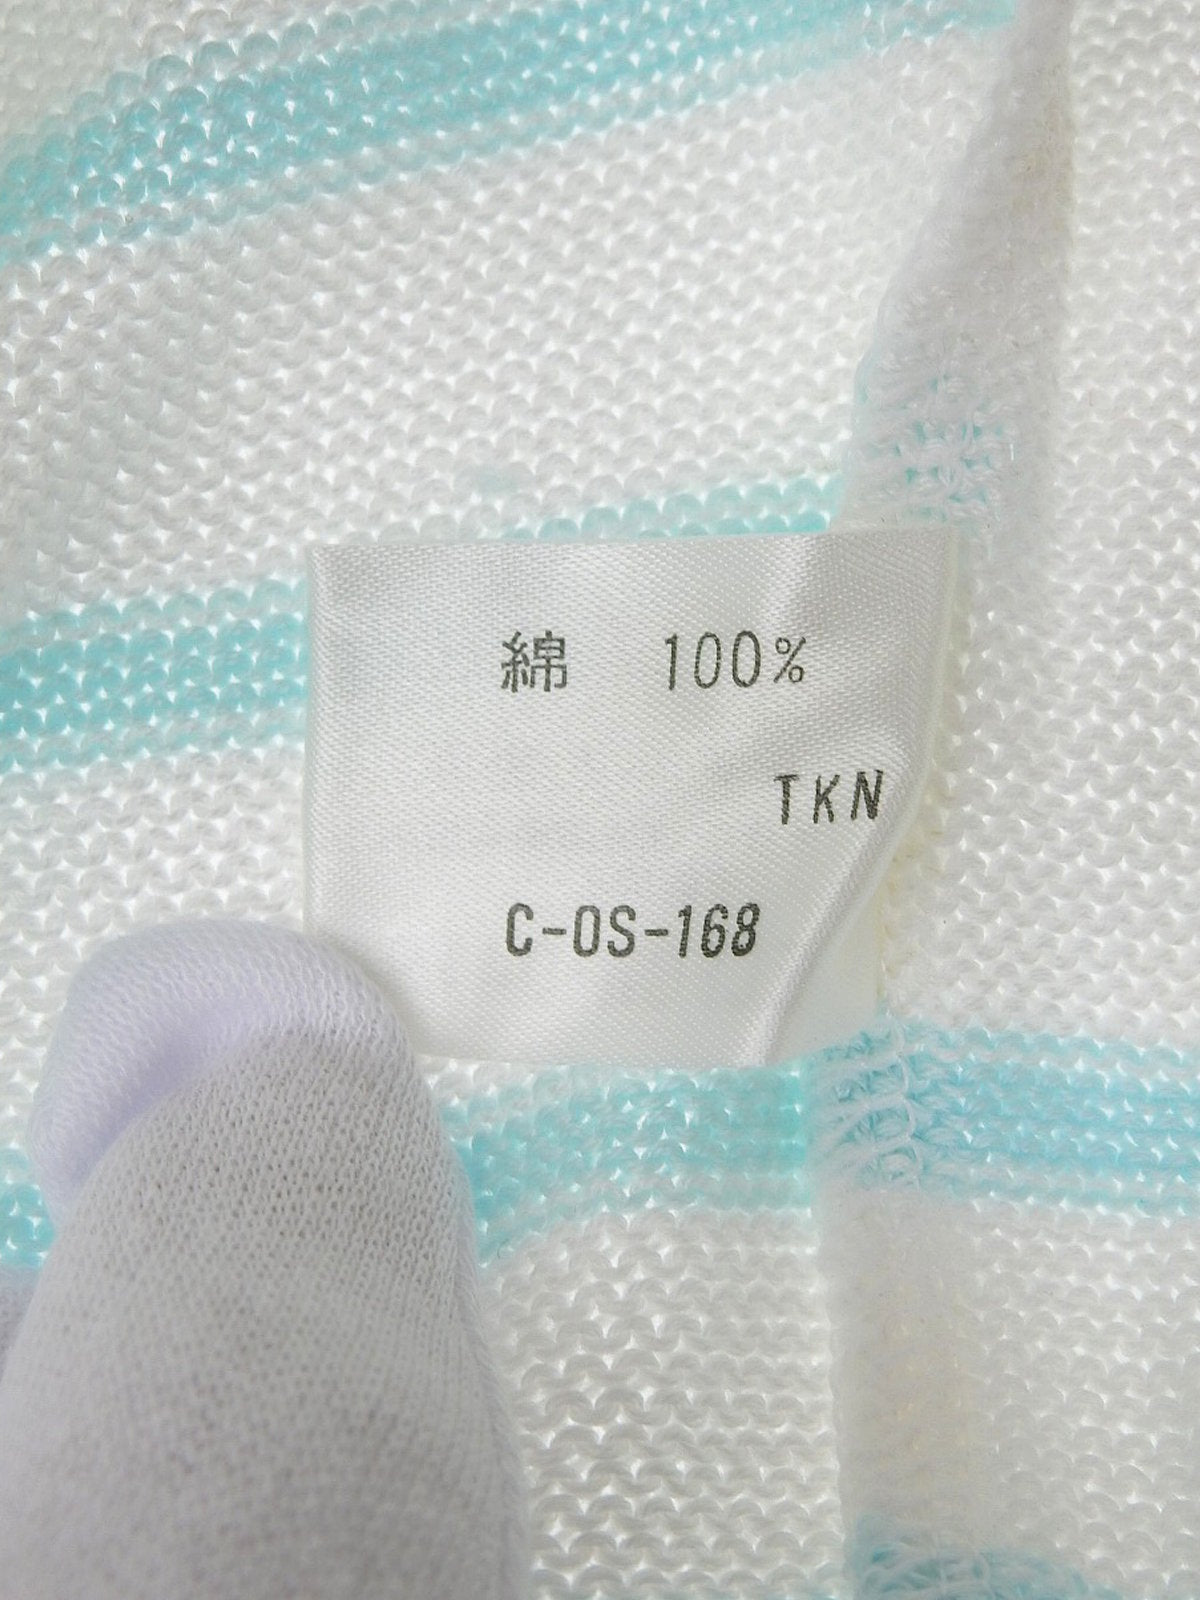 綿 100%
TKN
C-OS-168